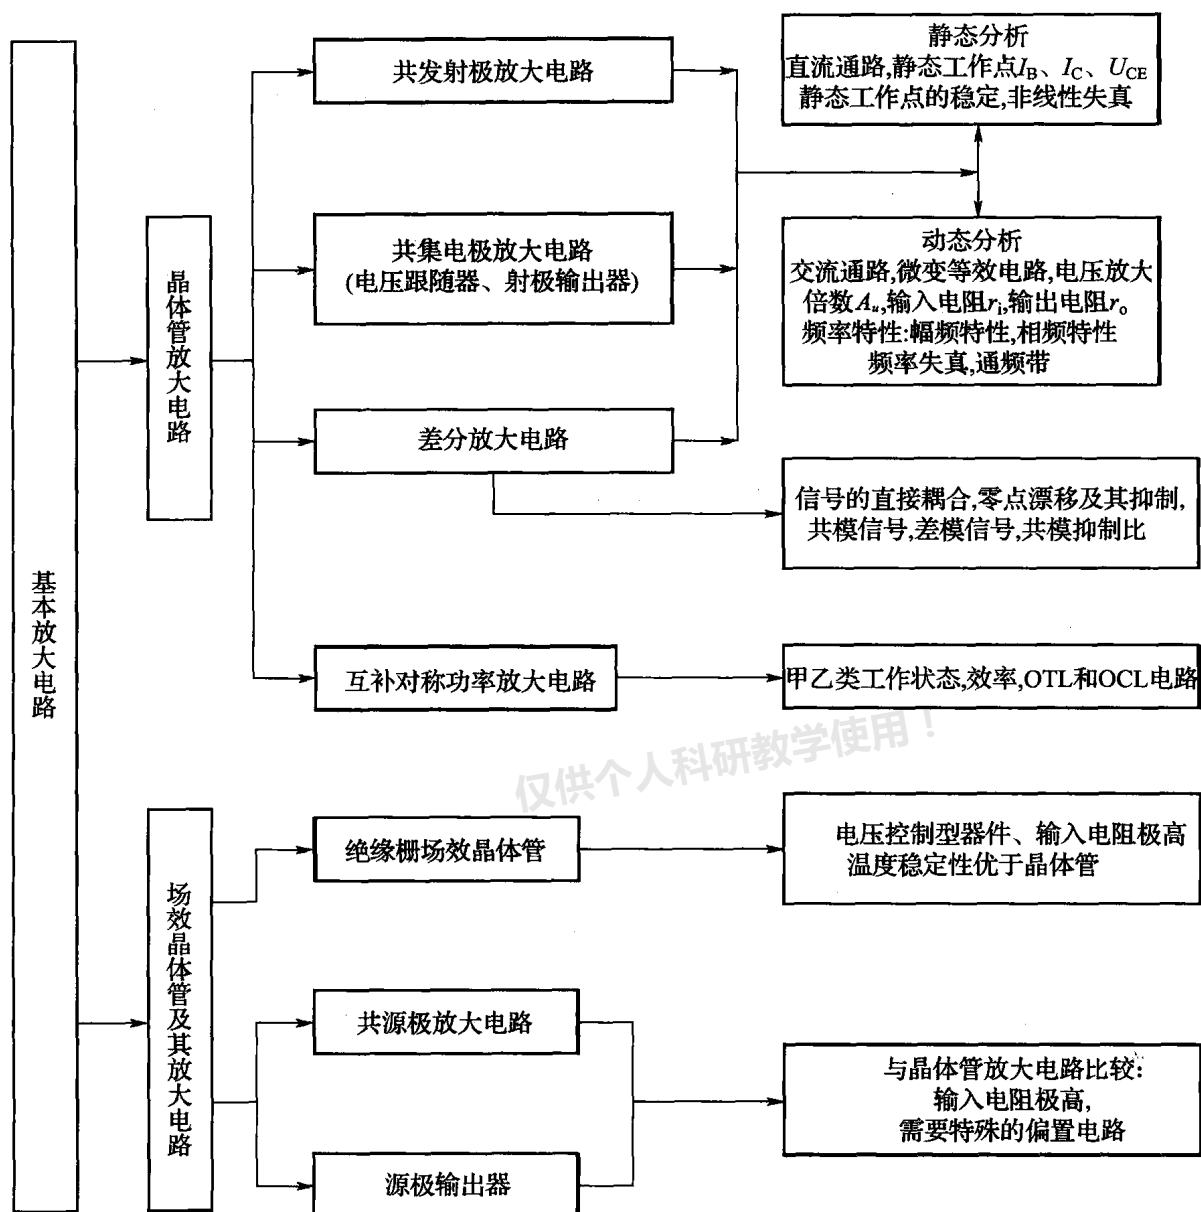 基本放大电路
晶体管放大电路
共发射极放大电路
共集电极放大电路
(电压跟随器、射极输出器)
差分放大电路
互补对称功率放大电路
静态分析
直流通路,静态工作点I_B、I_C、U_CE
静态工作点的稳定,非线性失真
动态分析
交流通路,微变等效电路,电压放大
倍数A_u,输入电阻r_i,输出电阻r_o。
频率特性:幅频特性,相频特性
频率失真,通频带
信号的直接耦合,零点漂移及其抑制,
共模信号,差模信号,共模抑制比
甲乙类工作状态,效率,OTL和OCL电路
仅供个人科研教学使用!
场效晶体管及其放大电路
绝缘栅场效晶体管
共源极放大电路
源极输出器
电压控制型器件、输入电阻极高
温度稳定性优于晶体管
与晶体管放大电路比较:
输入电阻极高,
需要特殊的偏置电路